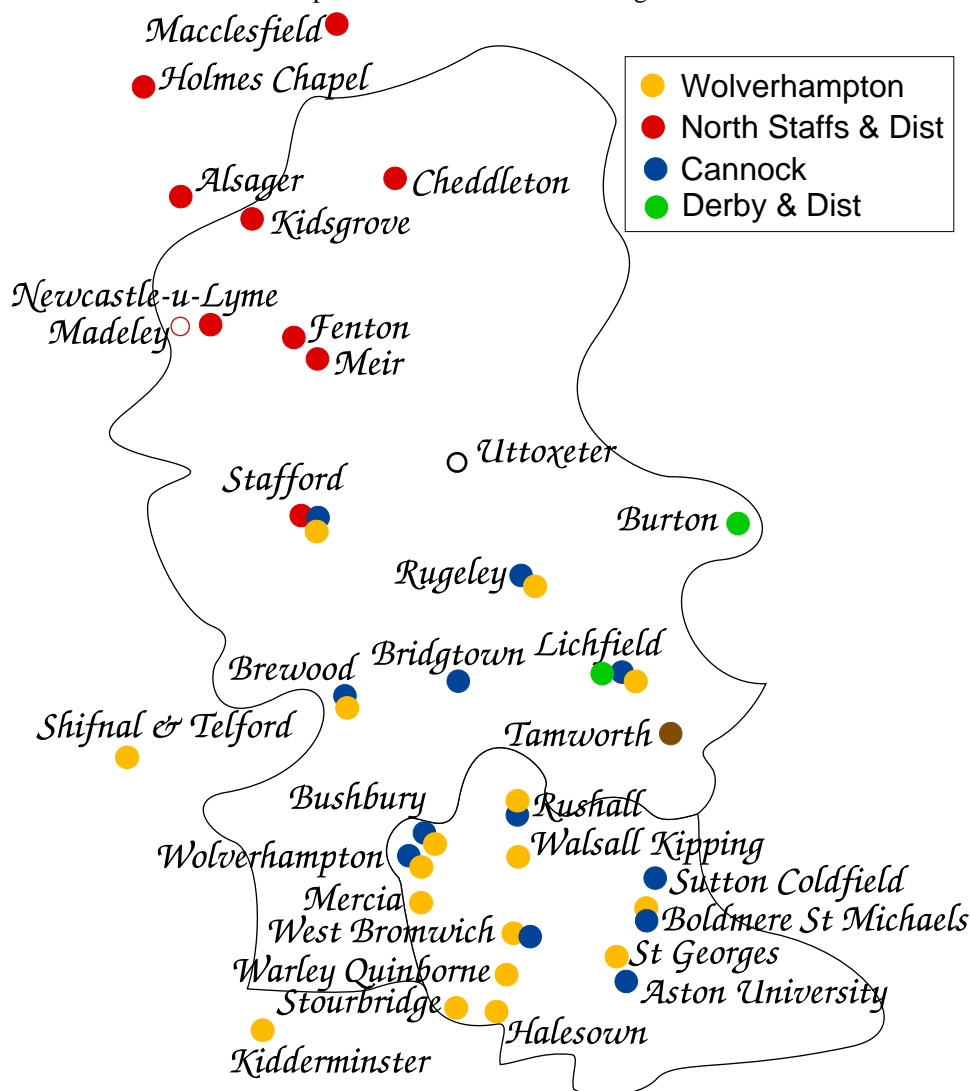 Macclesfield
Holmes Chapel
Wolverhampton
North Staffs & Dist
Cannock
Derby & Dist
Alsager
Cheddleton
Kidsgrove
Newcastle-u-Lyme
Madeley
Fenton
Meir
Uttoxeter
Stafford
Burton
Rugeley
Brewood
Bridgtown
Lichfield
Shifnal & Telford
Tamworth
Bushbury
Rushall
Wolverhampton
Walsall Kipping
Sutton Coldfield
Mercia
Boldmere St Michaels
West Bromwich
St Georges
Warley Quinborne
Aston University
Stourbridge
Halesown
Kidderminster